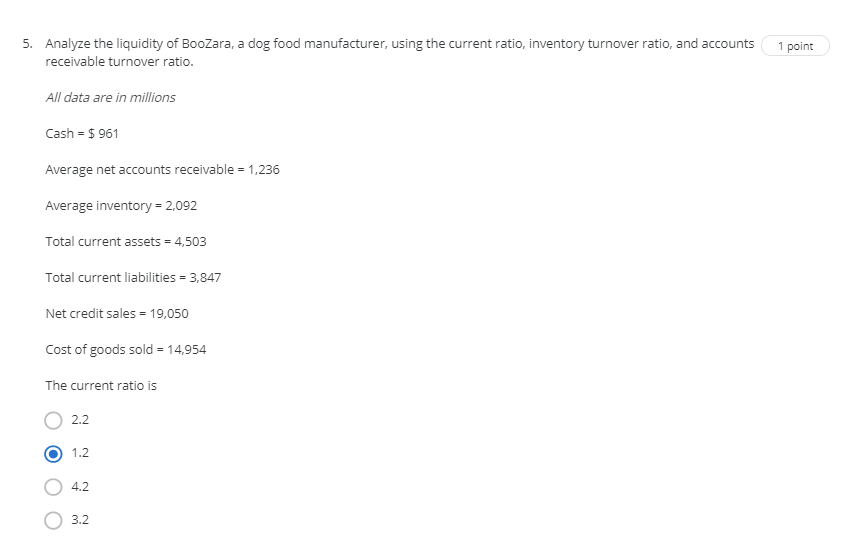 5. Analyze the liquidity of BooZara, a dog food manufacturer, using the current ratio, inventory turnover ratio, and accounts
1 point
receivable turnover ratio.
All data are in millions
Cash = $ 961
Average net accounts receivable = 1,236
Average inventory = 2,092
Total current assets = 4,503
Total current liabilities = 3,847
Net credit sales = 19,050
Cost of goods sold = 14,954
The current ratio is
2.2
1.2
4.2
3.2